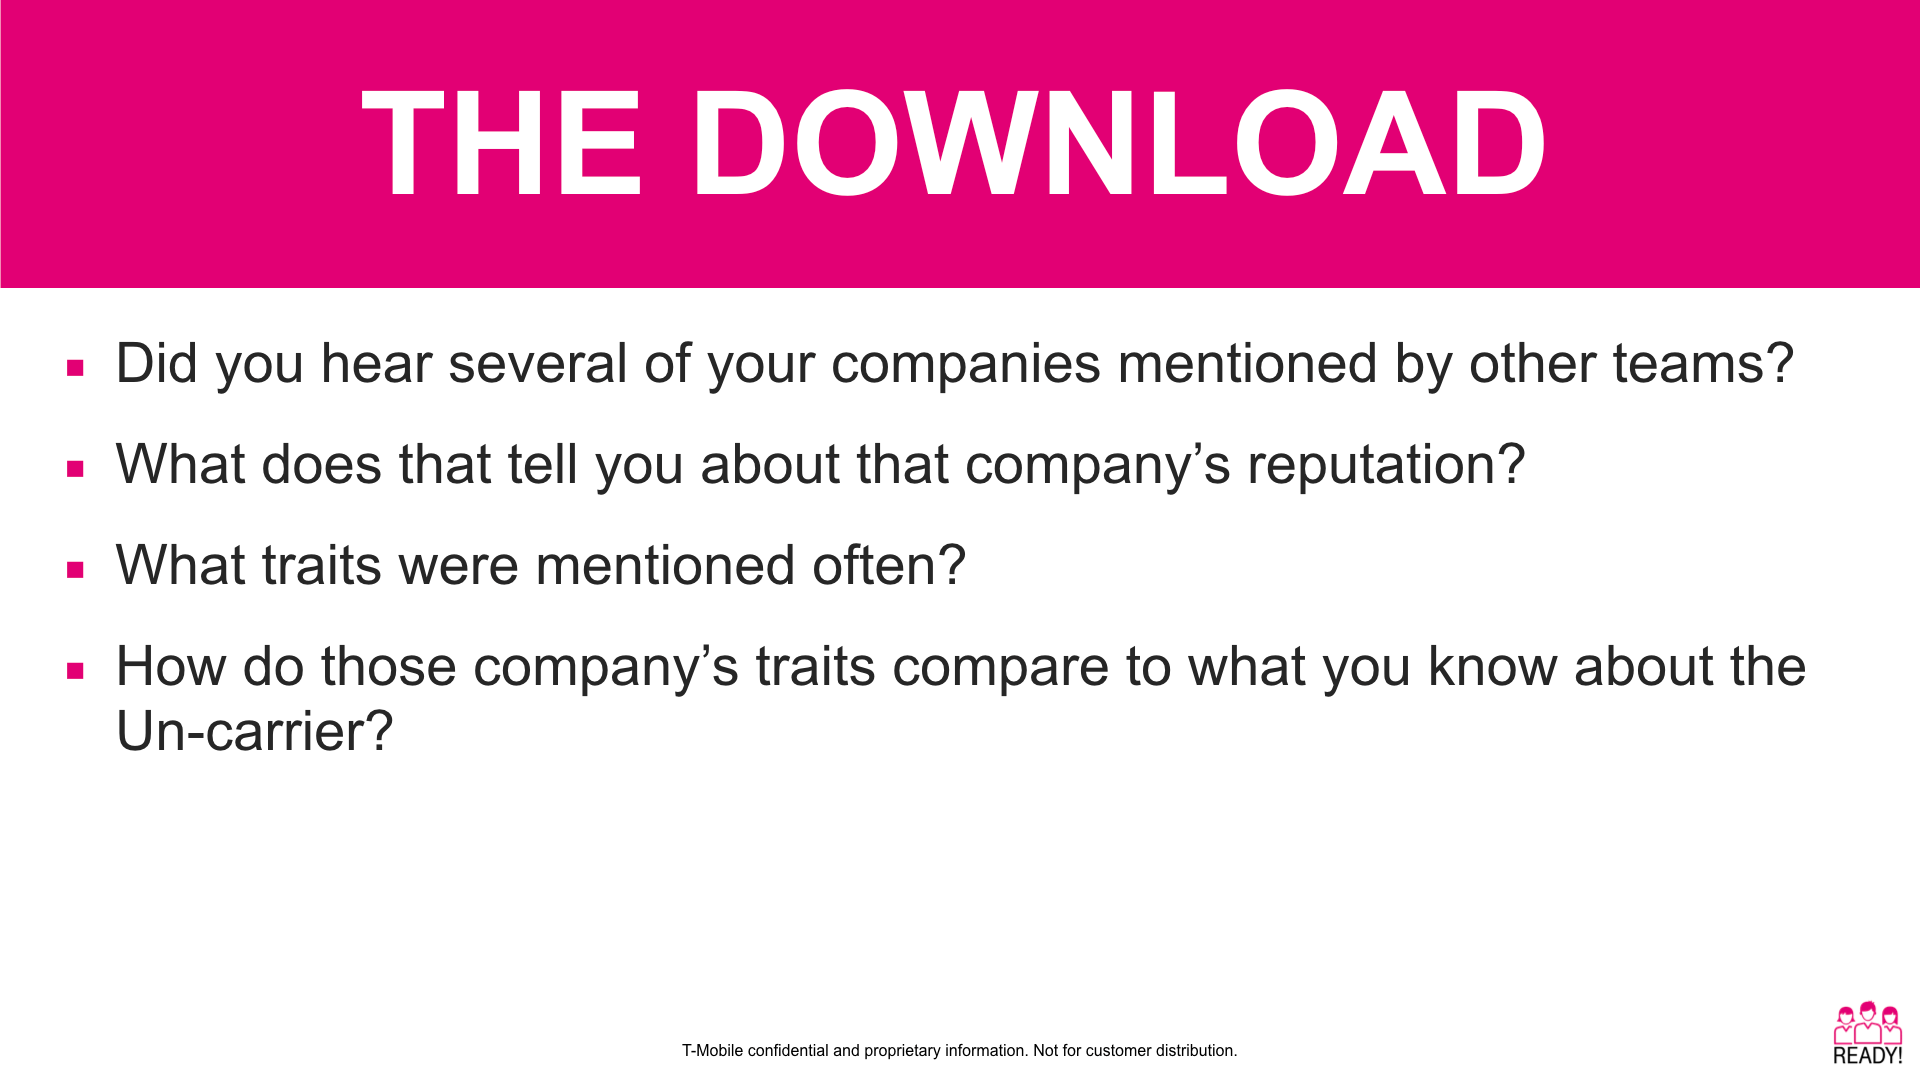 THE DOWNLOAD
▪ Did you hear several of your companies mentioned by other teams?
▪ What does that tell you about that company’s reputation?
▪ What traits were mentioned often?
▪ How do those company’s traits compare to what you know about the
Un-carrier?
T-Mobile confidential and proprietary information. Not for customer distribution.
READY!